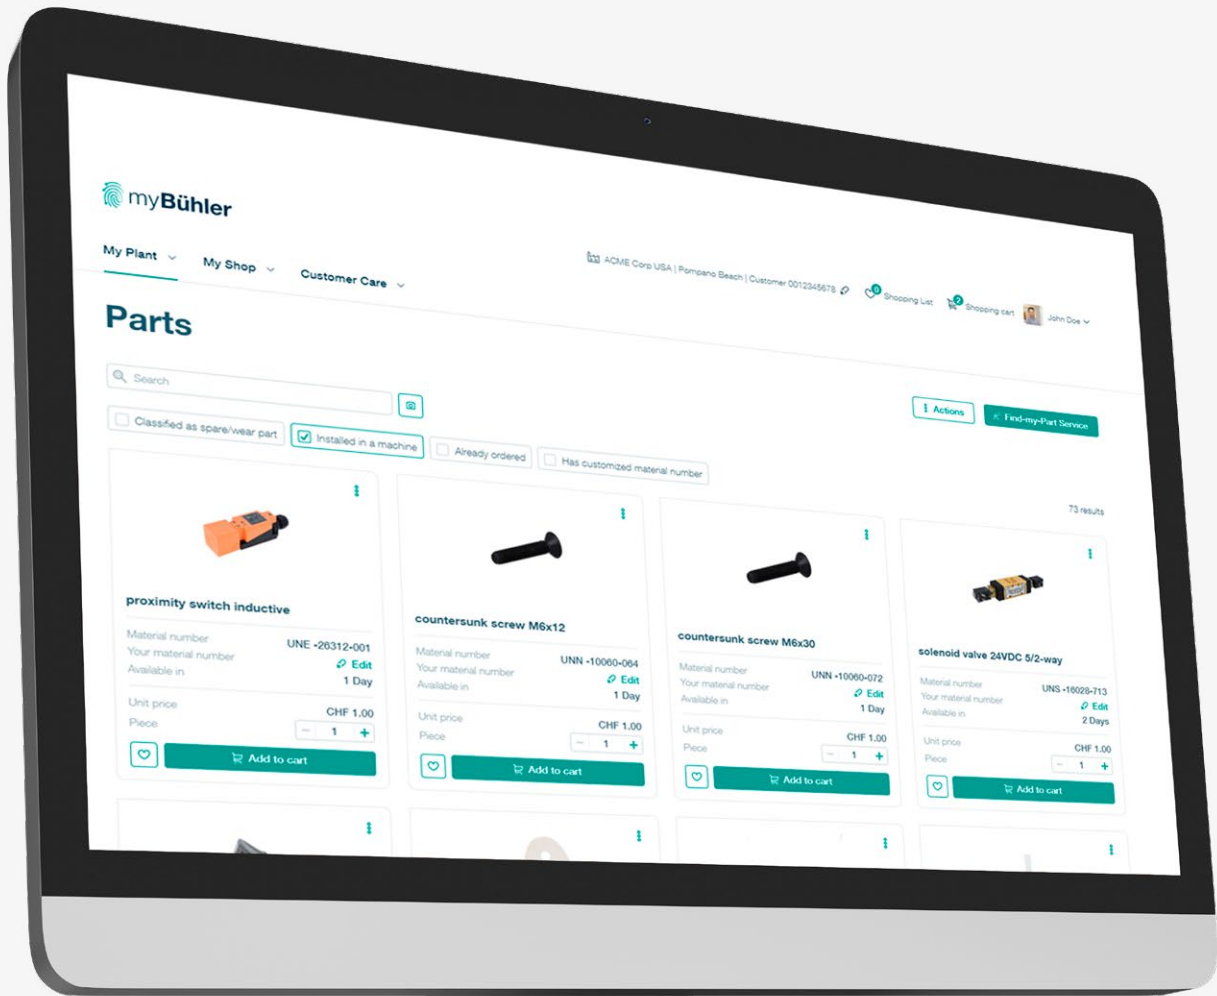 myBühler
My Plant My Shop Customer Care
ACME Corp USA | Pompano Beach | Customer 0012345678 0 Shopping List 2 Shopping cart John Doe
Parts
Search
Actions Find-my-Part Service
Classified as spare/wear part Installed in a machine Already ordered Has customized material number
73 results
proximity switch inductive
Material number UNE -26312-001
Your material number Edit
Available in 1 Day
Unit price CHF 1.00
Piece - 1 +
Add to cart
countersunk screw M6x12
Material number UNN -10060-064
Your material number Edit
Available in 1 Day
Unit price CHF 1.00
Piece - 1 +
Add to cart
countersunk screw M6x30
Material number UNN -10060-072
Your material number Edit
Available in 1 Day
Unit price CHF 1.00
Piece - 1 +
Add to cart
solenoid valve 24VDC 5/2-way
Material number UNS -16028-713
Your material number Edit
Available in 2 Days
Unit price CHF 1.00
Piece - 1 +
Add to cart